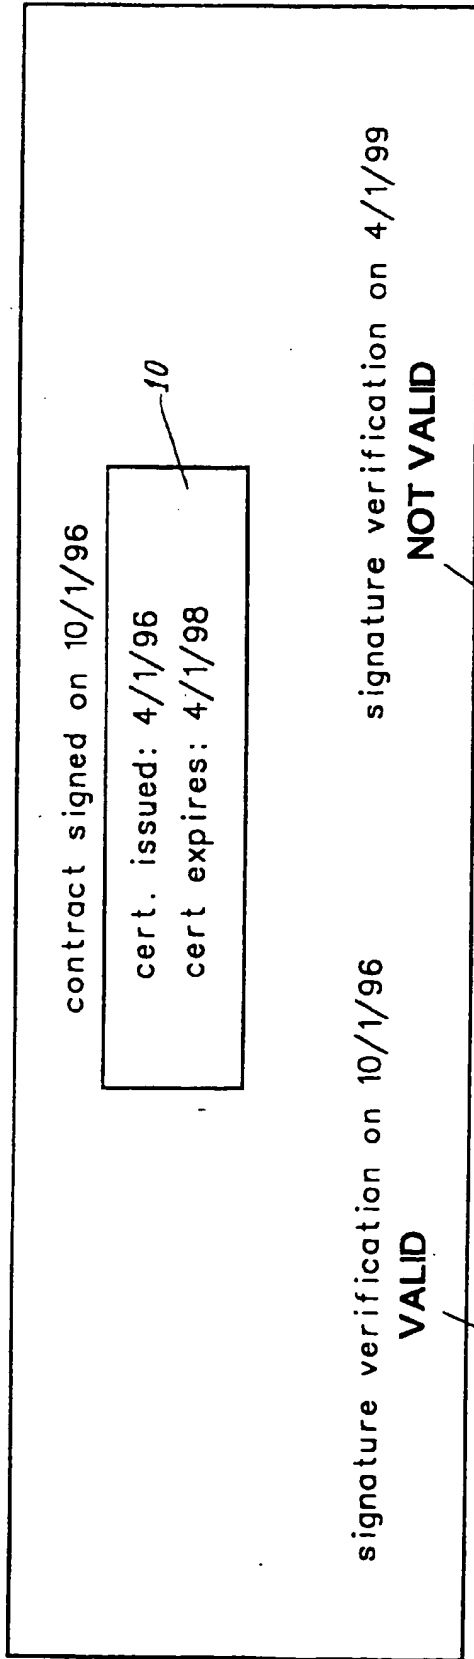 contract signed on 10/1/96
10
cert. issued: 4/1/96
cert expires: 4/1/98
signature verification on 10/1/96
VALID
signature verification on 4/1/99
NOT VALID